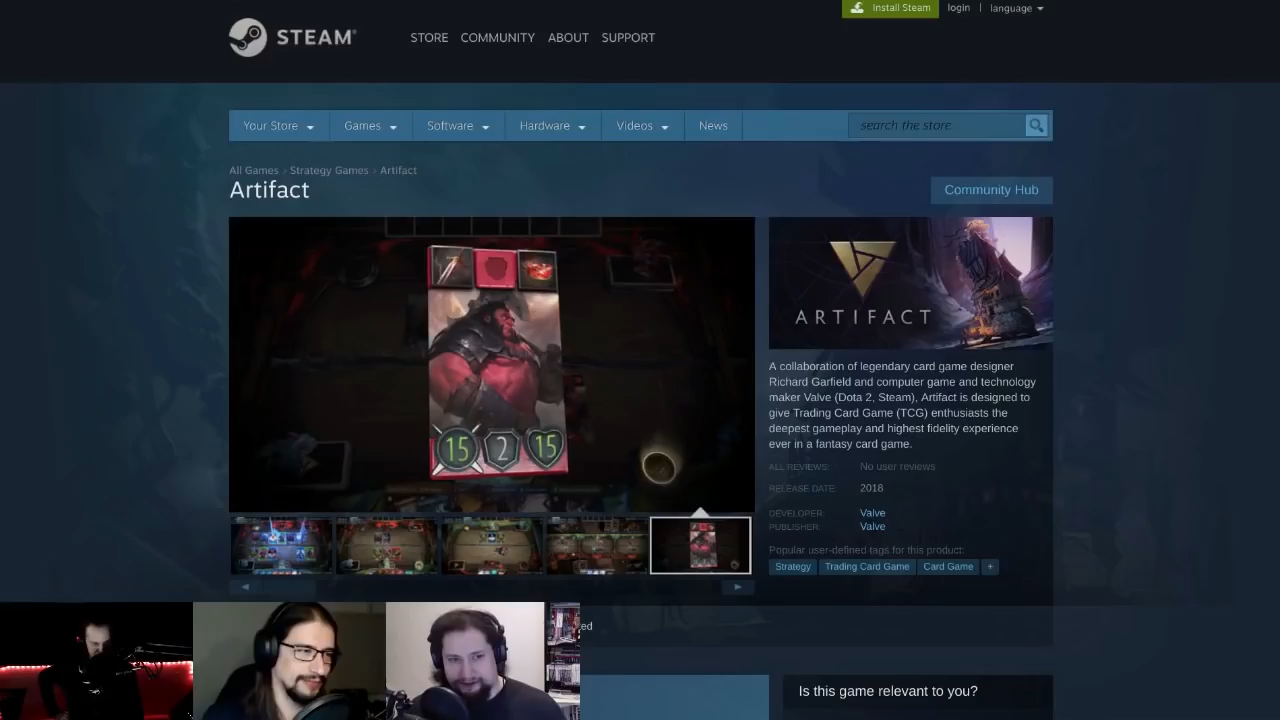 Install Steam login language
STEAM
STORE COMMUNITY ABOUT SUPPORT
Your Store Games Software Hardware Videos News search the store
All Games > Strategy Games > Artifact
Artifact
Community Hub
15 2 15
ARTIFACT
A collaboration of legendary card game designer
Richard Garfield and computer game and technology
maker Valve (Dota 2, Steam), Artifact is designed to
give Trading Card Game (TCG) enthusiasts the
deepest gameplay and highest fidelity experience
ever in a fantasy card game.
ALL REVIEWS: No user reviews
RELEASE DATE: 2018
DEVELOPER: Valve
PUBLISHER: Valve
Popular user-defined tags for this product:
Strategy Trading Card Game Card Game +
ed
Is this game relevant to you?